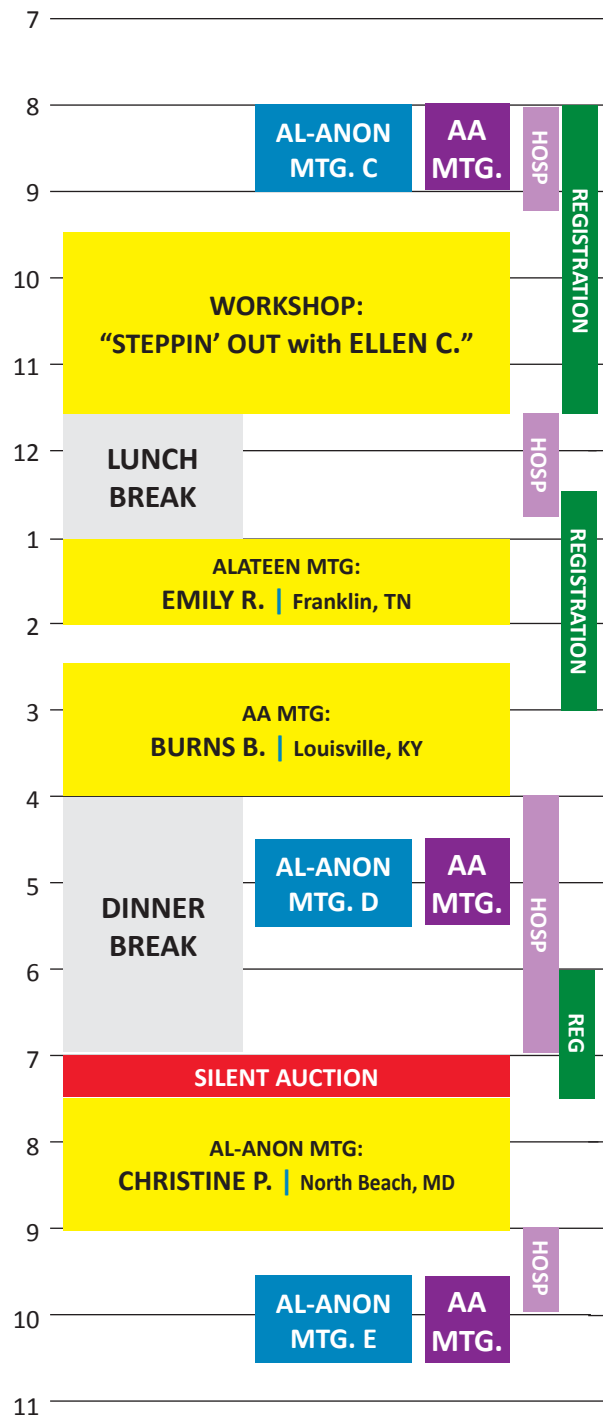 7
8
AL-ANON
MTG. C
AA
MTG.
HOSP
REGISTRATION
9
10
WORKSHOP:
“STEPPIN’ OUT with ELLEN C.”
11
12
LUNCH
BREAK
HOSP
REGISTRATION
1
ALATEEN MTG:
EMILY R. | Franklin, TN
2
3
AA MTG:
BURNS B. | Louisville, KY
4
AL-ANON
MTG. D
AA
MTG.
HOSP
5
DINNER
BREAK
6
REG
7
SILENT AUCTION
8
AL-ANON MTG:
CHRISTINE P. | North Beach, MD
9
HOSP
AL-ANON
MTG. E
AA
MTG.
10
11